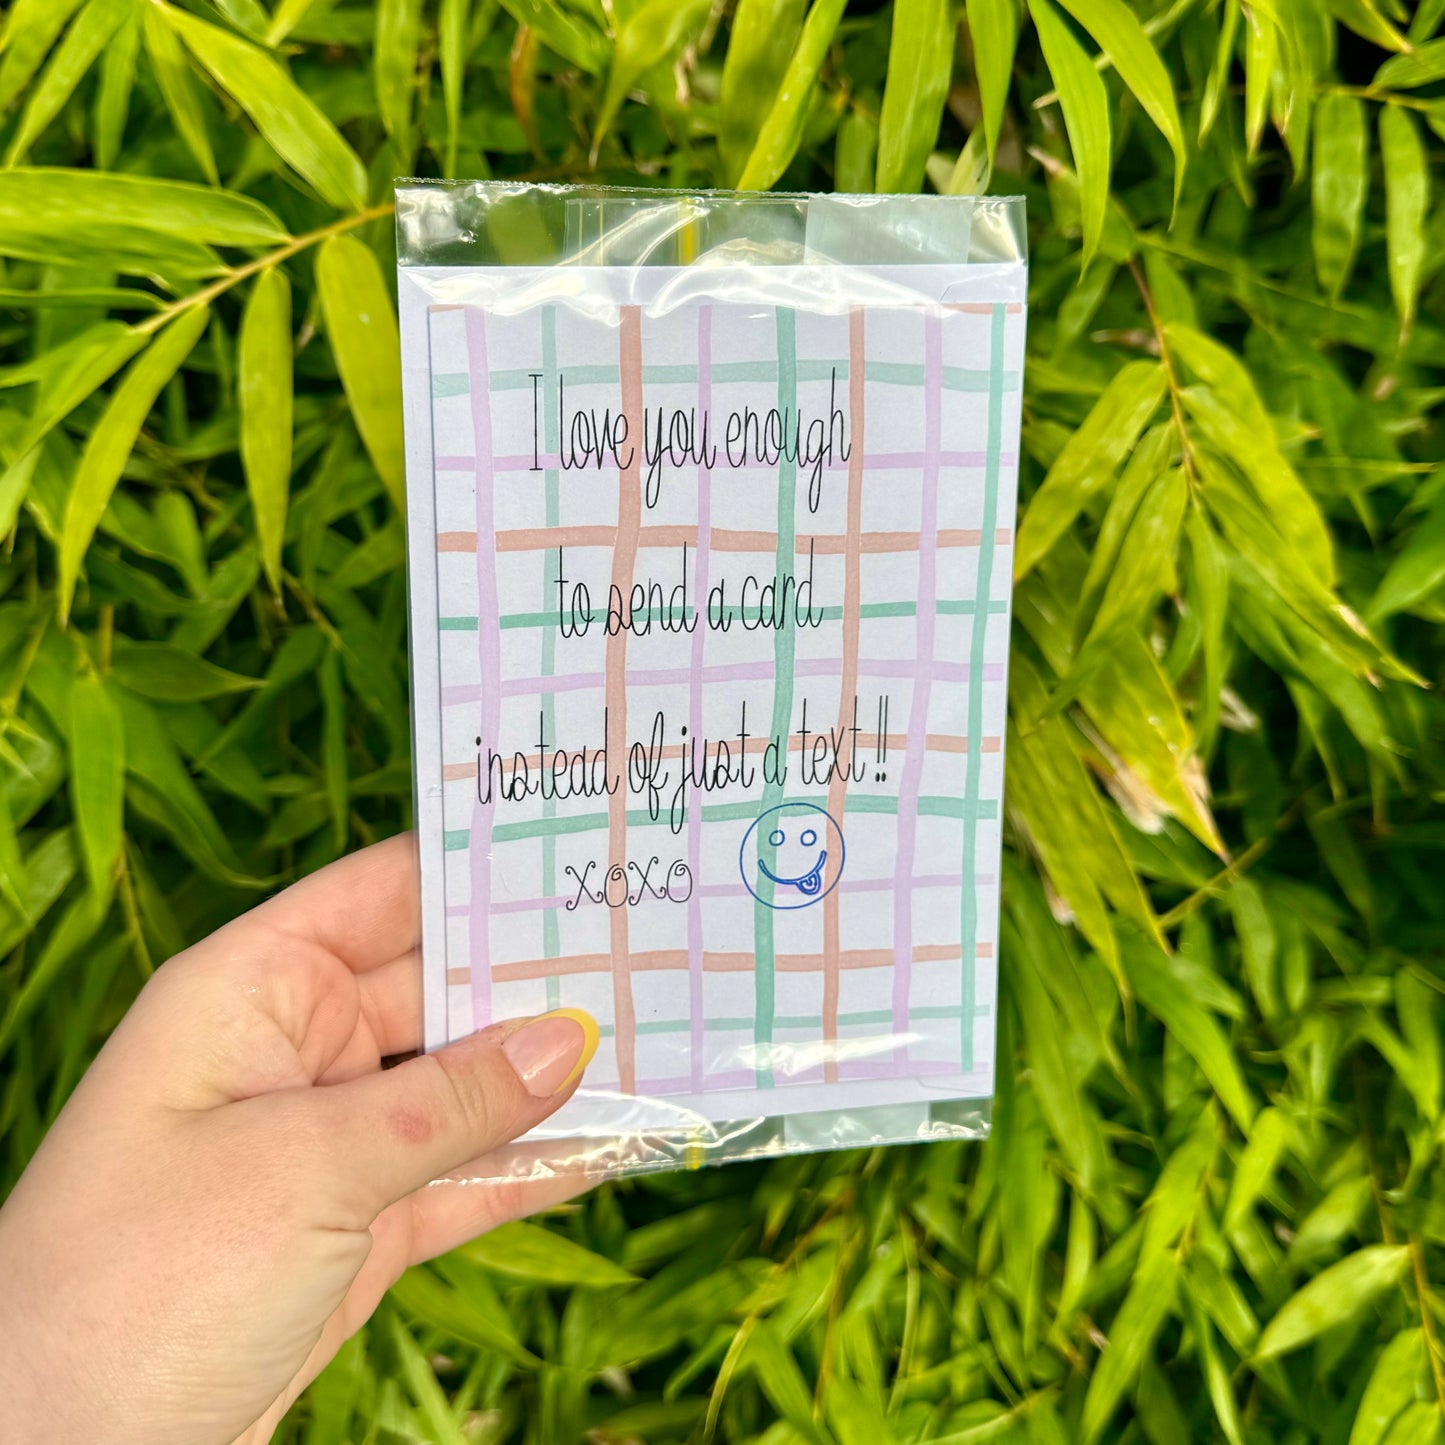 I love you enough
to send a card
instead of just a text!!
xoxo